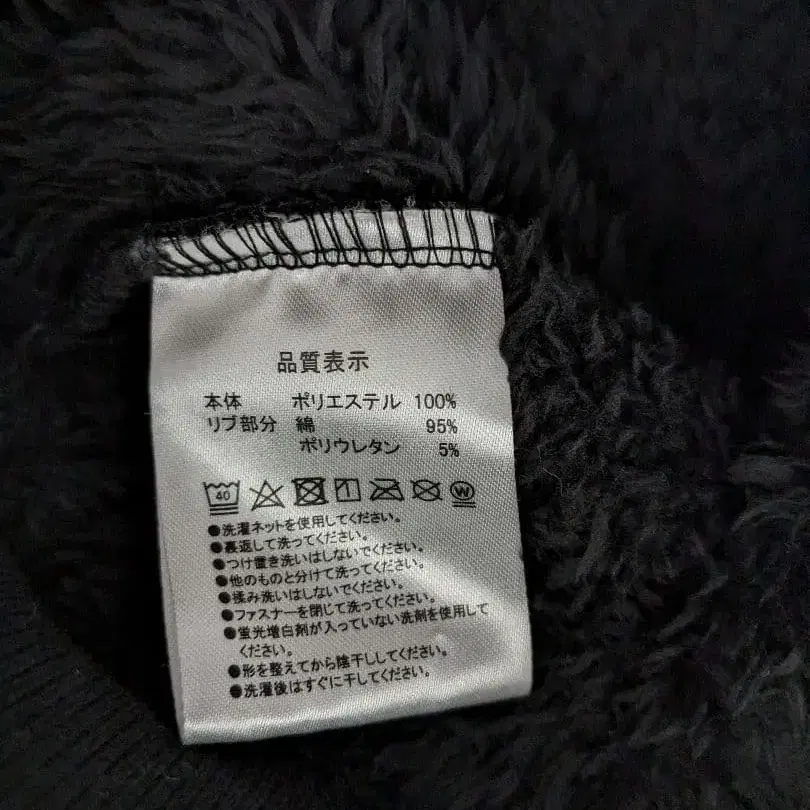 品質表示
本体 ポリエステル 100%
リブ部分 綿 95%
ポリウレタン 5%
40 W
●洗濯ネットを使用してください。
●裏返して洗ってください。
●つけ置き洗いはしないでください。
●他のものと分けて洗ってください。
●揉み洗いはしないでください。
●ファスナーを閉じて洗ってください。
●蛍光増白剤が入っていない洗剤を使用して
ください。
●形を整えてから陰干ししてください。
●洗濯後はすぐに干してください。